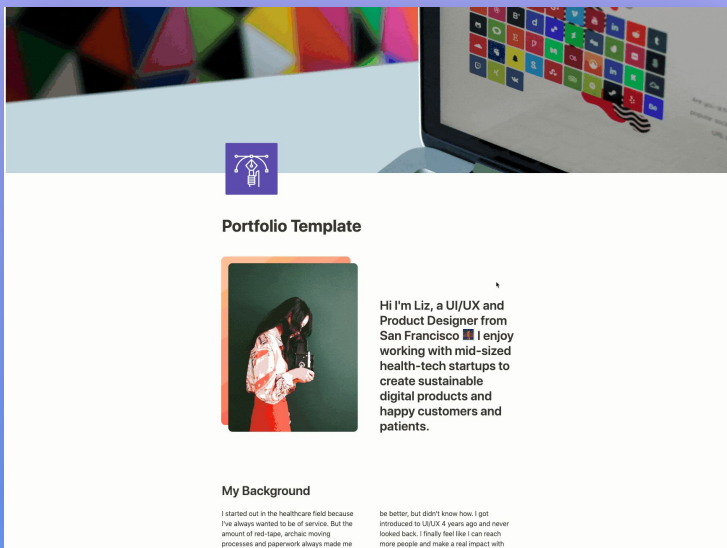 Portfolio Template
Hi I'm Liz, a UI/UX and
Product Designer from
San Francisco 🌉 I enjoy
working with mid-sized
health-tech startups to
create sustainable
digital products and
happy customers and
patients.
My Background
I started out in the healthcare field because
I've always wanted to be of service. But the
amount of red-tape, archaic moving
processes and paperwork always made me
be better, but didn't know how. I got
introduced to UI/UX 4 years ago and never
looked back. I finally feel like I can reach
more people and make a real impact with